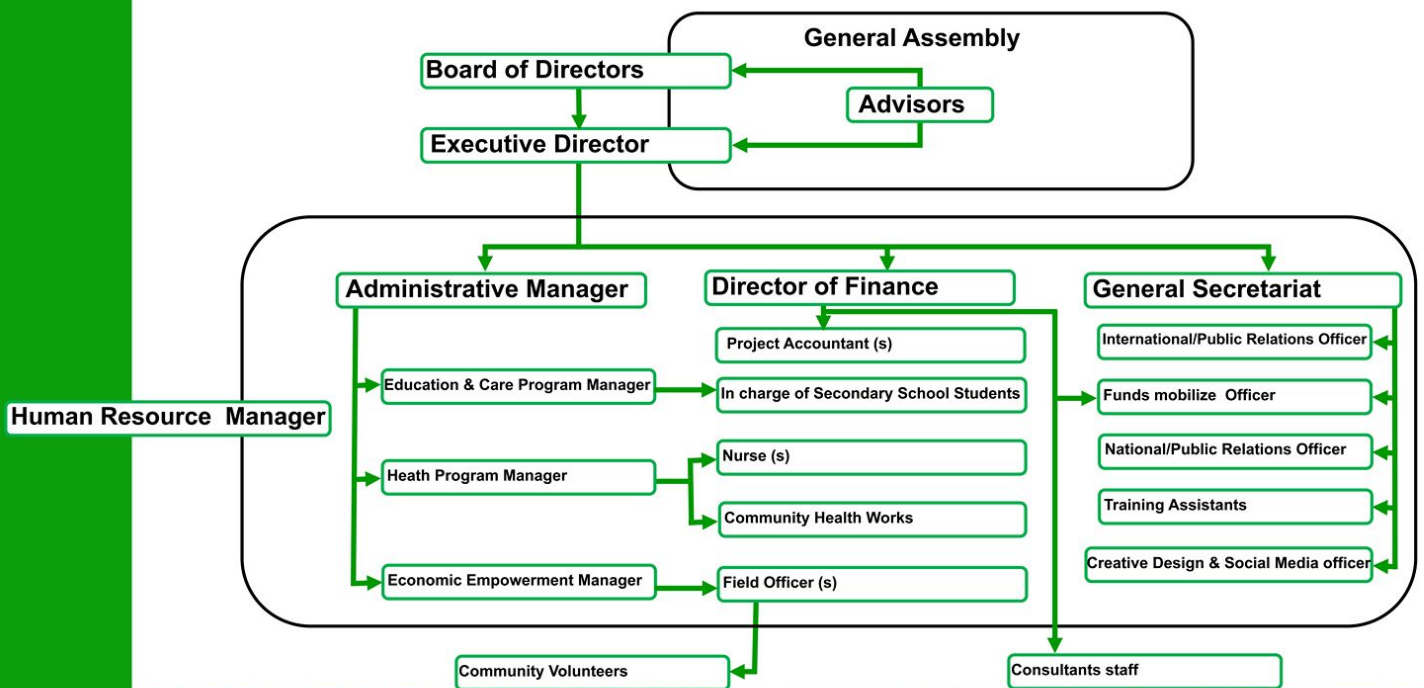 General Assembly
Board of Directors
Advisors
Executive Director
Administrative Manager
Director of Finance
General Secretariat
Project Accountant (s)
International/Public Relations Officer
Education & Care Program Manager
In charge of Secondary School Students
Funds mobilize Officer
Human Resource Manager
Heath Program Manager
Nurse (s)
National/Public Relations Officer
Community Health Works
Training Assistants
Economic Empowerment Manager
Field Officer (s)
Creative Design & Social Media officer
Community Volunteers
Consultants staff